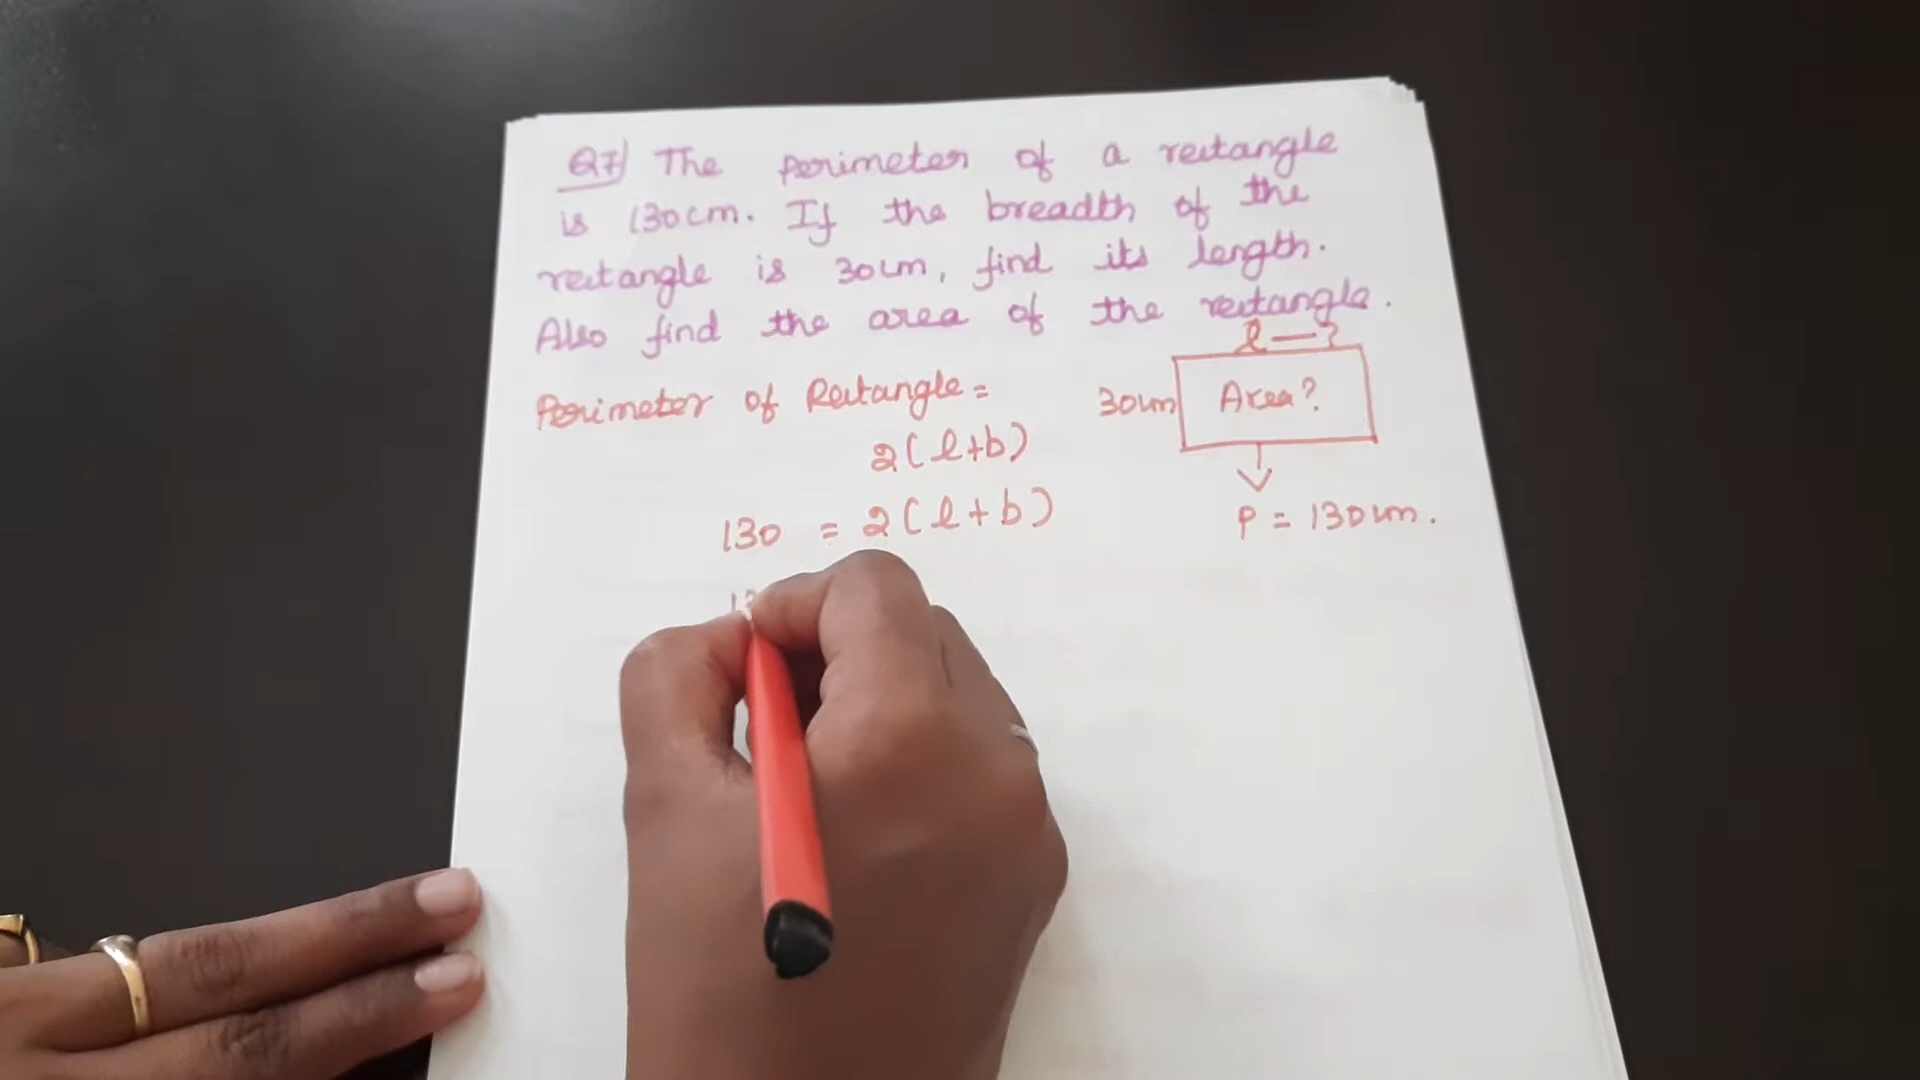 Q7) The perimeter of a rectangle
is 130cm. If the breadth of the
rectangle is 30cm, find its length.
Also find the area of the rectangle.
l — ?
Perimeter of Rectangle =
30cm
Area?
2(l+b)
130 = 2(l+b)
P = 130cm.